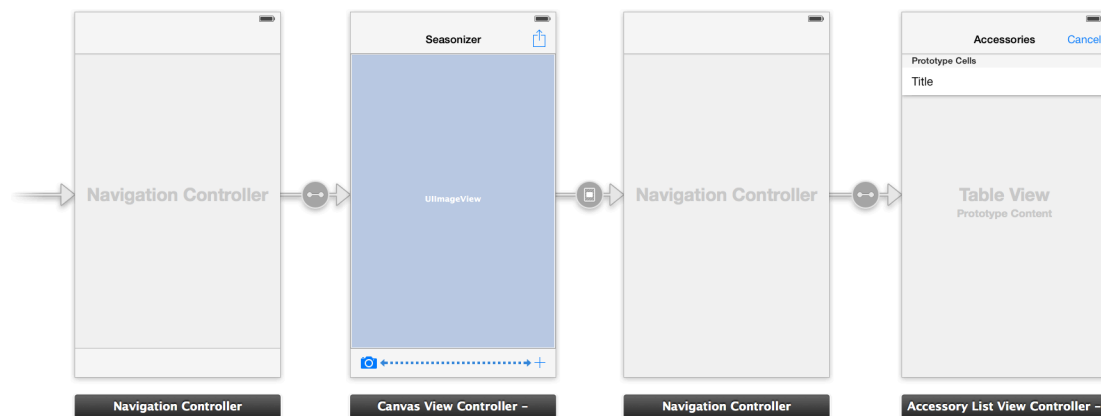 Navigation Controller
Navigation Controller
Seasonizer
UIImageView
Canvas View Controller –
Navigation Controller
Navigation Controller
Accessories
Cancel
Prototype Cells
Title
Table View
Prototype Content
Accessory List View Controller –